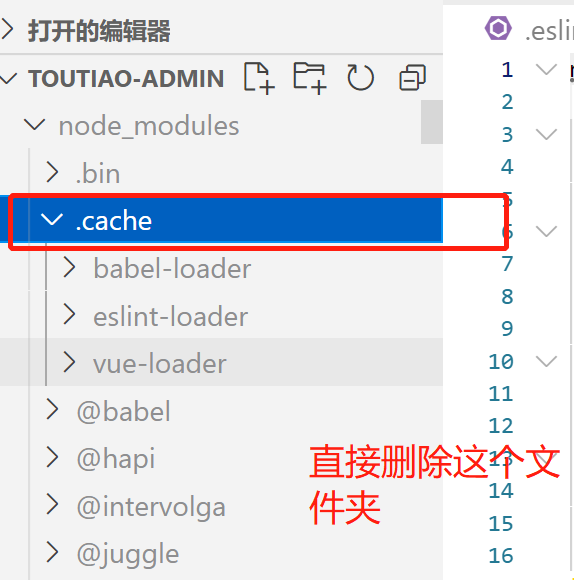 打开的编辑器
.esli
TOUTIAO-ADMIN
node_modules
.bin
.cache
babel-loader
eslint-loader
vue-loader
@babel
@hapi
@intervolga
@juggle
直接删除这个文
件夹
1
2
3
4
5
6
7
8
9
10
11
12
13
14
15
16